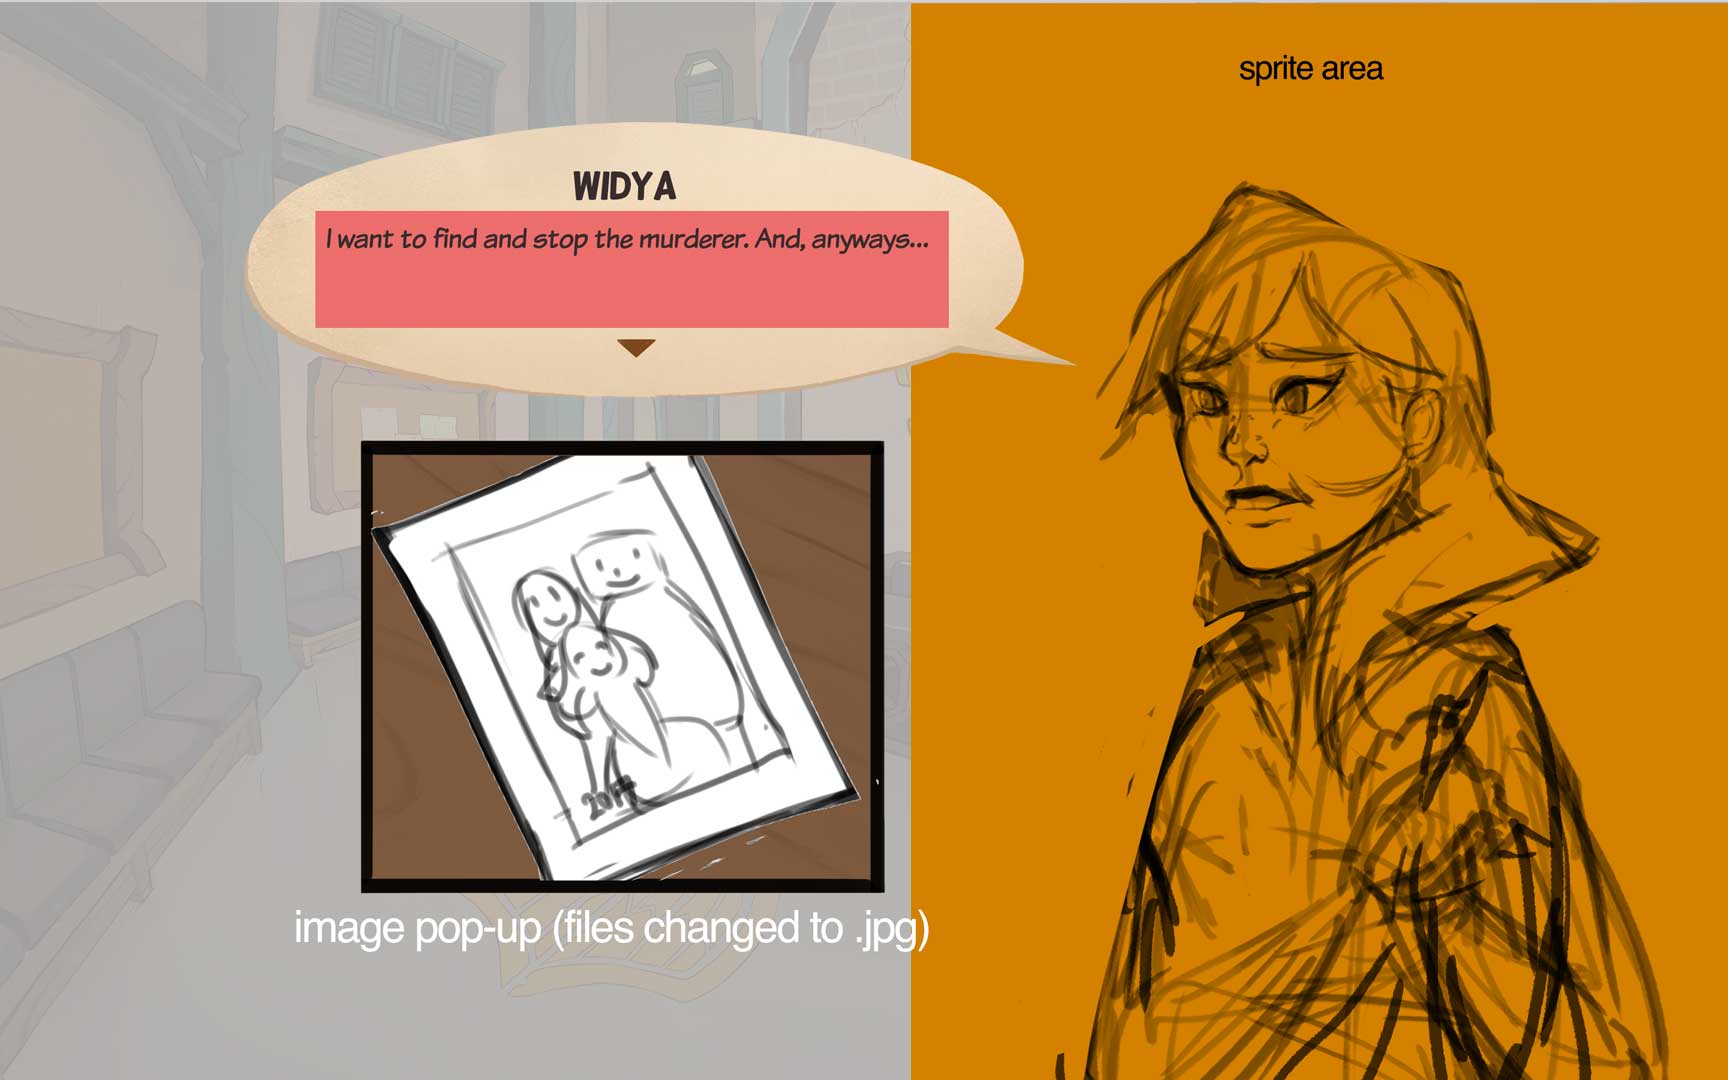 sprite area
WIDYA
I want to find and stop the murderer. And, anyways...
image pop-up (files changed to .jpg)